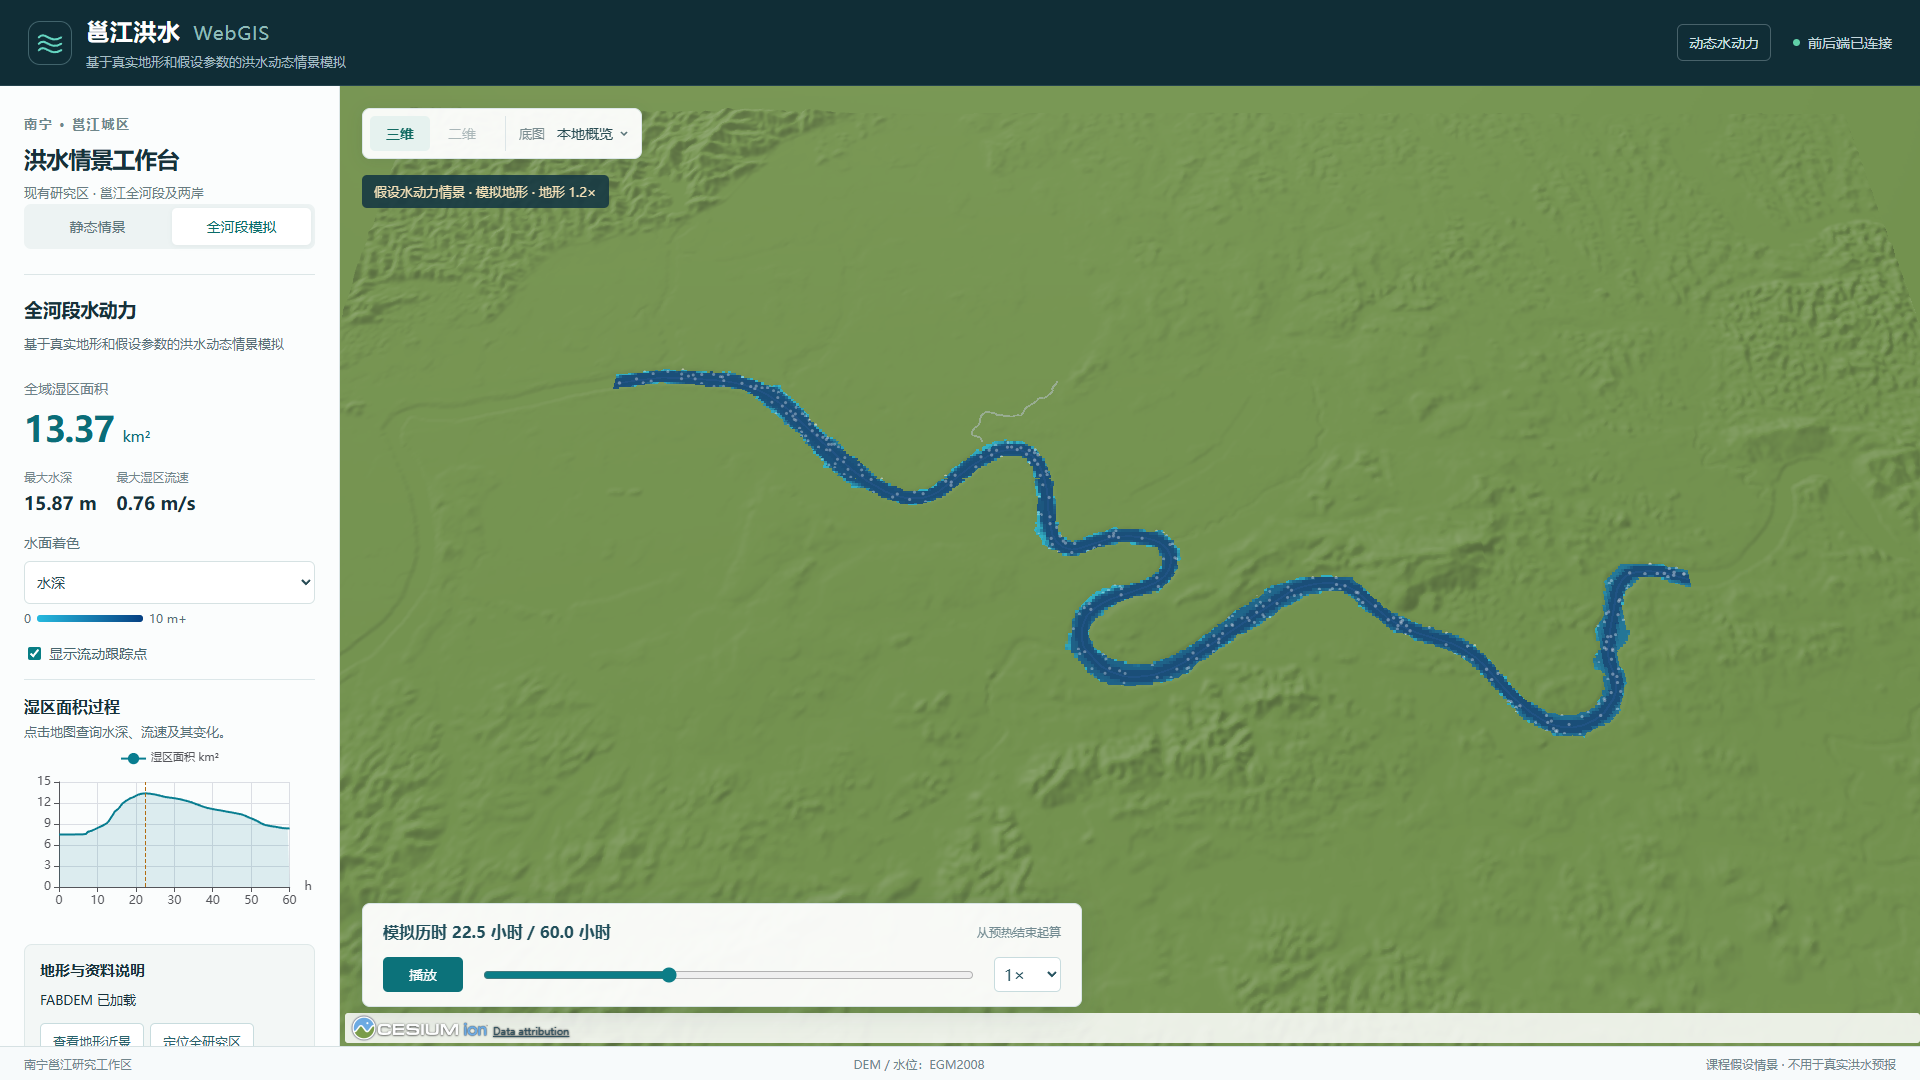 邕江洪水 WebGIS
基于真实地形和假设参数的洪水动态情景模拟
动态水动力
前后端已连接
南宁 • 邕江城区
洪水情景工作台
现有研究区 · 邕江全河段及两岸
静态情景
全河段模拟
全河段水动力
基于真实地形和假设参数的洪水动态情景模拟
全域湿区面积
13.37 km²
最大水深
最大湿区流速
15.87 m
0.76 m/s
水面着色
水深
0
10 m+
显示流动跟踪点
湿区面积过程
点击地图查询水深、流速及其变化。
湿区面积 km²
15
12
9
6
3
0
0 10 20 30 40 50 60
h
地形与资料说明
FABDEM 已加载
查看地形近景
定位全研究区
三维
二维
底图
本地概览
假设水动力情景 · 模拟地形 · 地形 1.2×
模拟历时 22.5 小时 / 60.0 小时
从预热结束起算
播放
1×
CESIUM ion
Data attribution
南宁邕江研究工作区
DEM / 水位：EGM2008
课程假设情景 · 不用于真实洪水预报